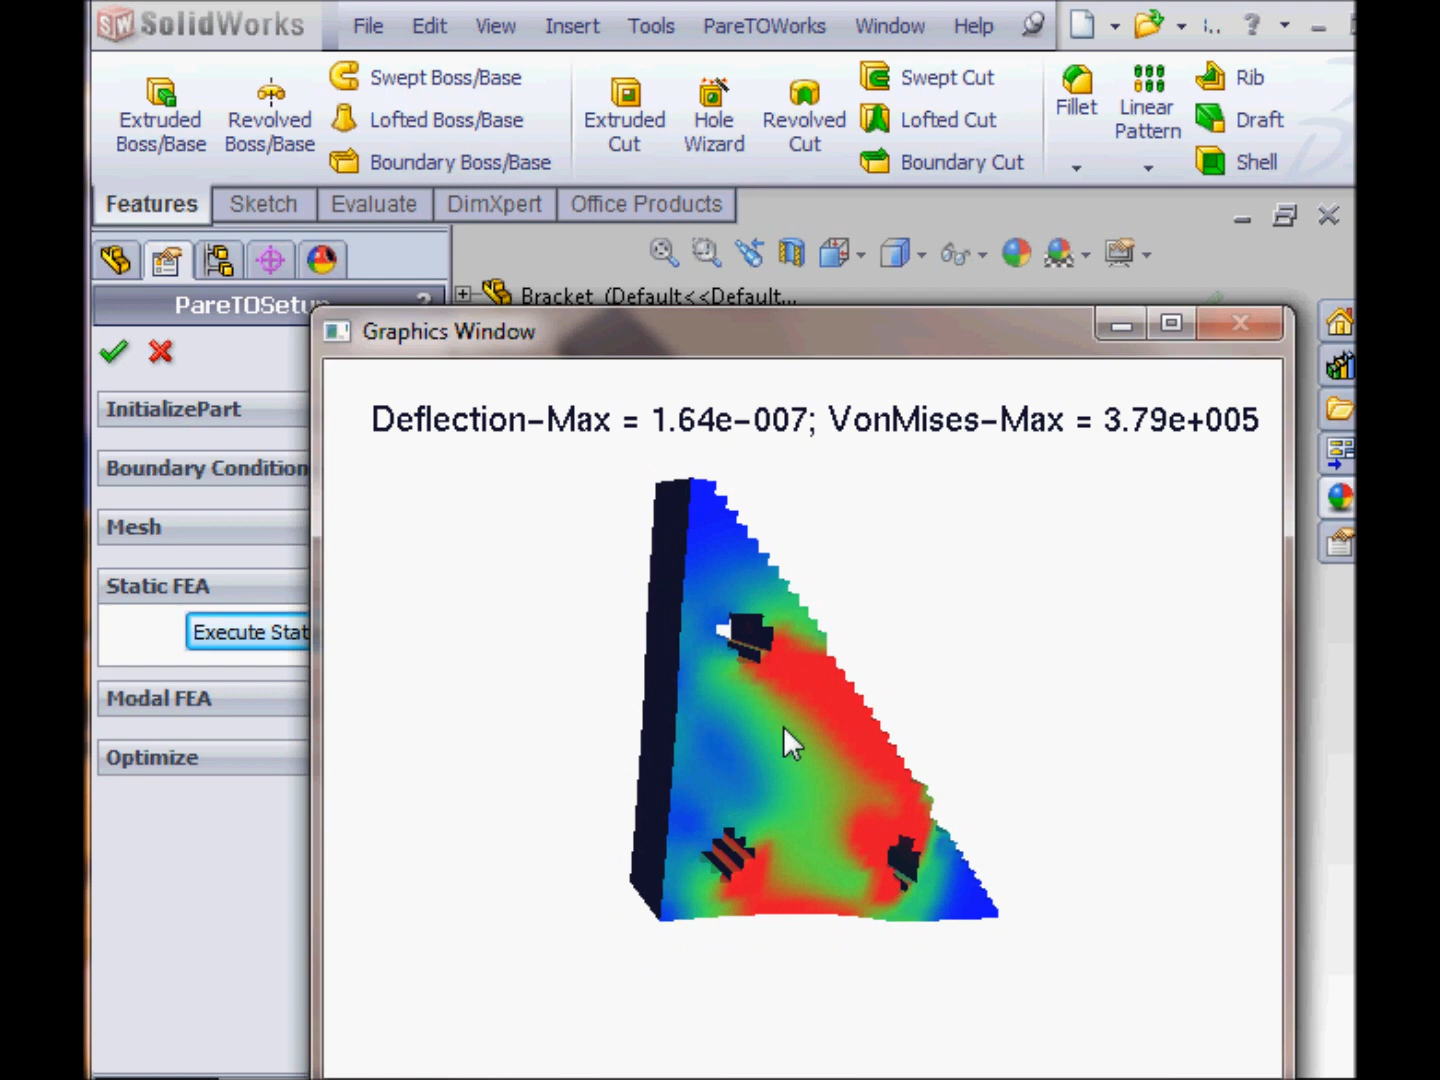 SolidWorks
File Edit View Insert Tools PareTOWorks Window Help
Extruded Boss/Base
Revolved Boss/Base
Swept Boss/Base
Lofted Boss/Base
Boundary Boss/Base
Extruded Cut
Hole Wizard
Revolved Cut
Swept Cut
Lofted Cut
Boundary Cut
Fillet
Linear Pattern
Rib
Draft
Shell
Features Sketch Evaluate DimXpert Office Products
Bracket (Default<<Default...
PareTOSetup ?
Graphics Window
InitializePart
Boundary Condition
Mesh
Static FEA
Execute Stat
Modal FEA
Optimize
Deflection-Max = 1.64e-007; VonMises-Max = 3.79e+005